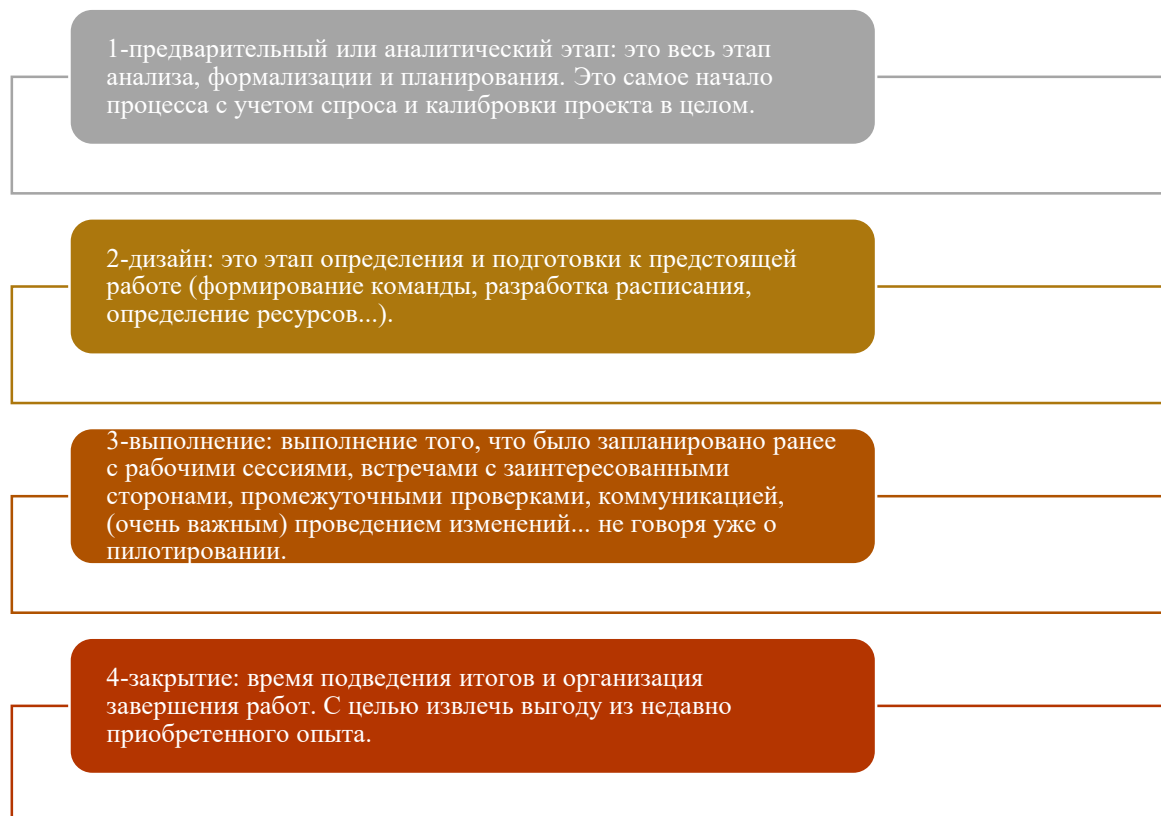 1-предварительный или аналитический этап: это весь этап
анализа, формализации и планирования. Это самое начало
процесса с учетом спроса и калибровки проекта в целом.
2-дизайн: это этап определения и подготовки к предстоящей
работе (формирование команды, разработка расписания,
определение ресурсов...).
3-выполнение: выполнение того, что было запланировано ранее
с рабочими сессиями, встречами с заинтересованными
сторонами, промежуточными проверками, коммуникацией,
(очень важным) проведением изменений... не говоря уже о
пилотировании.
4-закрытие: время подведения итогов и организация
завершения работ. С целью извлечь выгоду из недавно
приобретенного опыта.